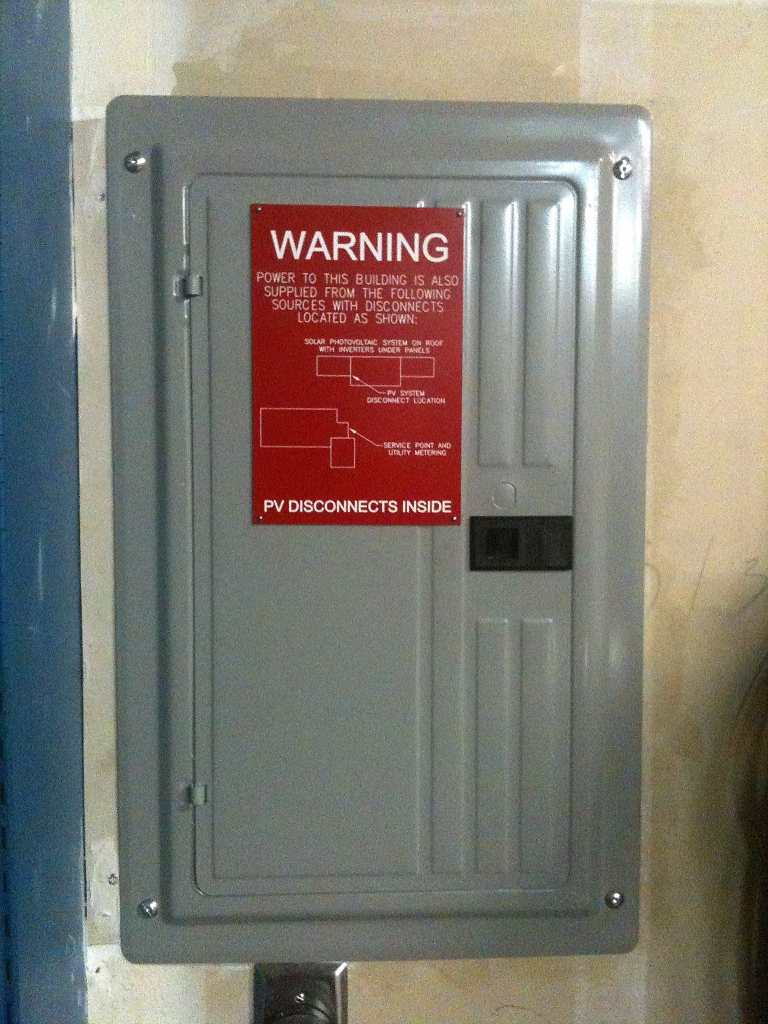 WARNING
POWER TO THIS BUILDING IS ALSO
SUPPLIED FROM THE FOLLOWING
SOURCES WITH DISCONNECTS
LOCATED AS SHOWN:
SOLAR PHOTOVOLTAIC SYSTEM ON ROOF
WITH INVERTERS UNDER PANELS
PV SYSTEM
DISCONNECT LOCATION
SERVICE POINT AND
UTILITY METERING
PV DISCONNECTS INSIDE